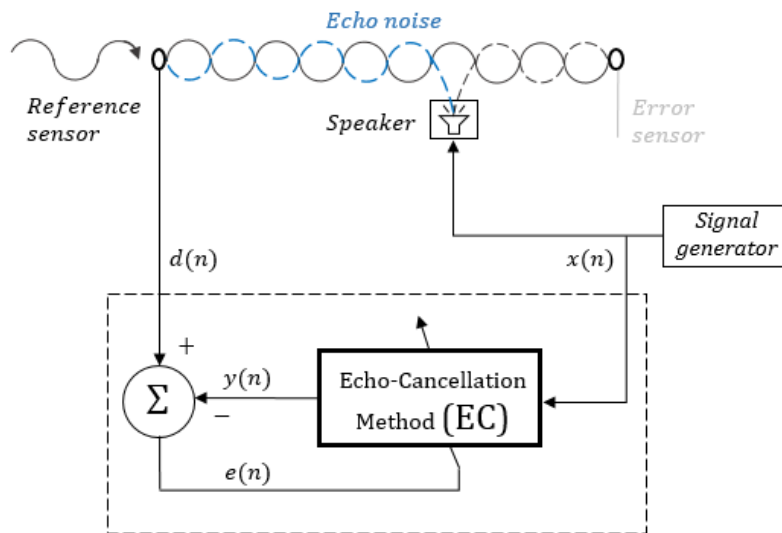 Echo noise
Reference
sensor
Speaker
Error
sensor
Signal
generator
d(n)
x(n)
+
Σ
y(n)
−
Echo-Cancellation
Method (EC)
e(n)